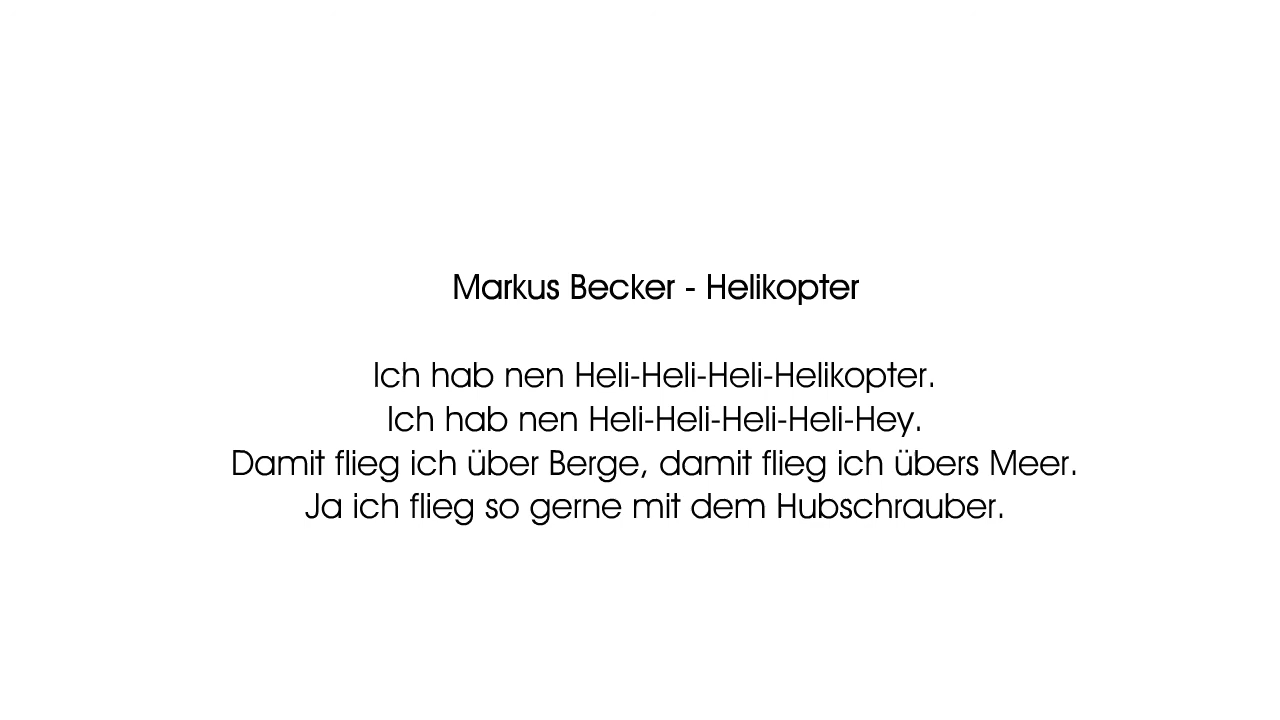 Markus Becker - Helikopter
Ich hab nen Heli-Heli-Heli-Helikopter.
Ich hab nen Heli-Heli-Heli-Heli-Hey.
Damit flieg ich über Berge, damit flieg ich übers Meer.
Ja ich flieg so gerne mit dem Hubschrauber.